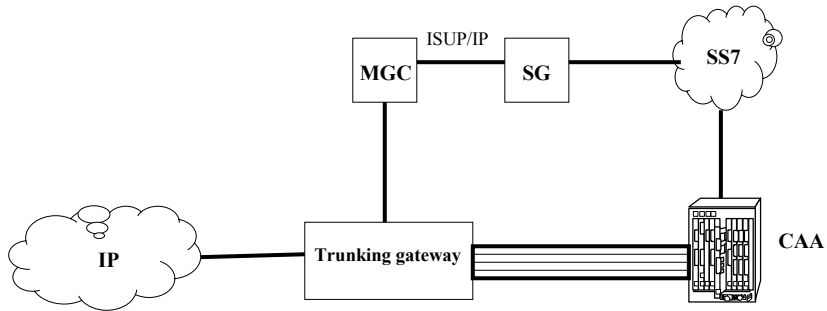 ISUP/IP
MGC
SG
SS7
IP
Trunking gateway
CAA